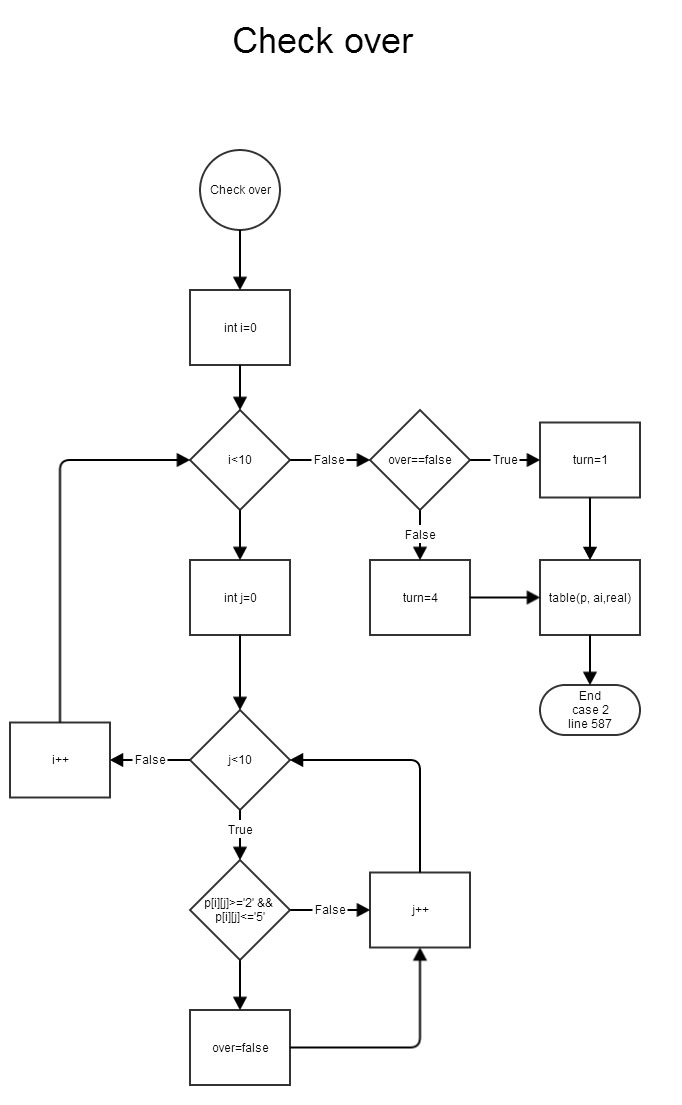 Check over
Check over
int i=0
i<10
False
over==false
True
turn=1
False
int j=0
turn=4
table(p, ai,real)
End
case 2
line 587
i++
False
j<10
True
p[i][j]>='2' &&
p[i][j]<='5'
False
j++
over=false